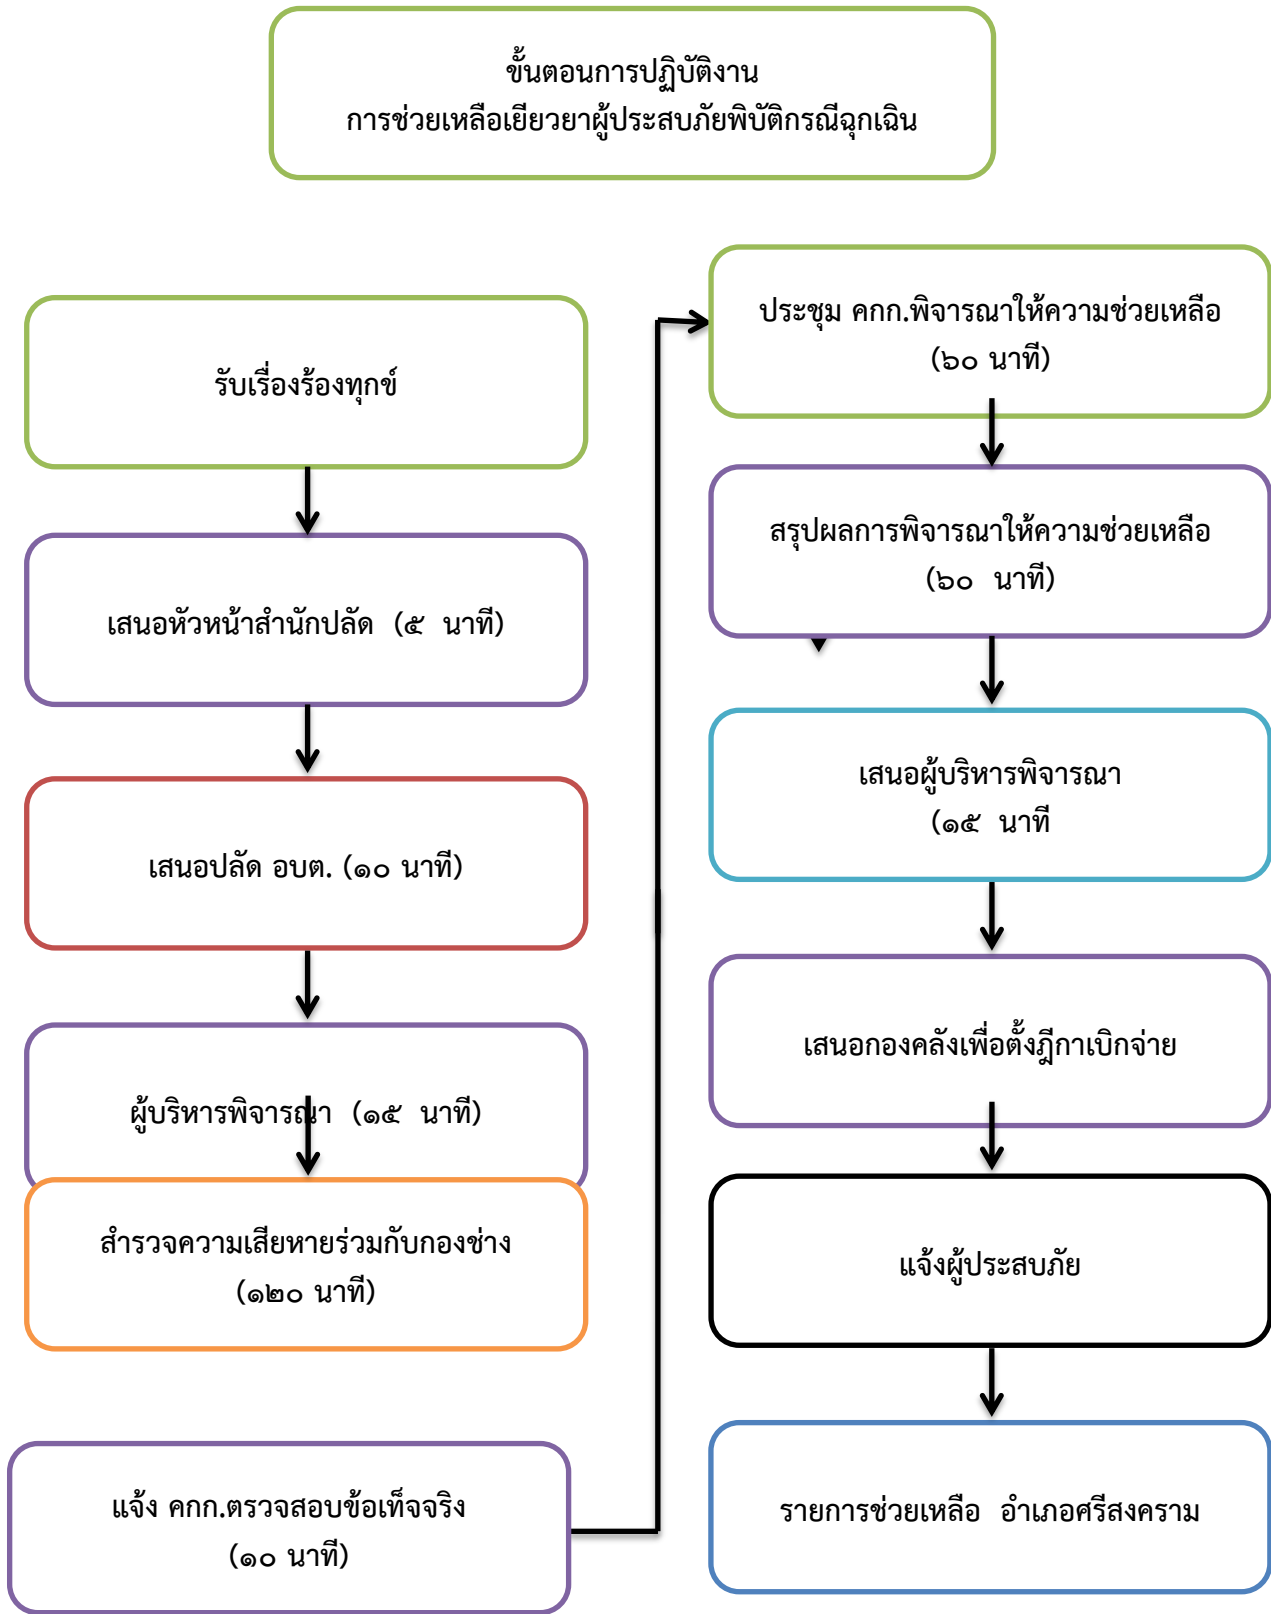 ขั้นตอนการปฏิบัติงาน
การช่วยเหลือเยียวยาผู้ประสบภัยพิบัติกรณีฉุกเฉิน
รับเรื่องร้องทุกข์
เสนอหัวหน้าสำนักปลัด (๕ นาที)
เสนอปลัด อบต. (๑๐ นาที)
ผู้บริหารพิจารณา (๑๕ นาที)
สำรวจความเสียหายร่วมกับกองช่าง
(๑๒๐ นาที)
แจ้ง คกก.ตรวจสอบข้อเท็จจริง
(๑๐ นาที)
ประชุม คกก.พิจารณาให้ความช่วยเหลือ
(๖๐ นาที)
สรุปผลการพิจารณาให้ความช่วยเหลือ
(๖๐ นาที)
เสนอผู้บริหารพิจารณา
(๑๕ นาที
เสนอกองคลังเพื่อตั้งฎีกาเบิกจ่าย
แจ้งผู้ประสบภัย
รายการช่วยเหลือ อำเภอศรีสงคราม